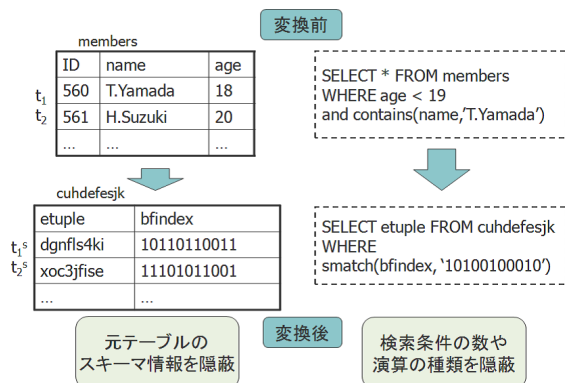 変換前
members
ID name age
t1 560 T.Yamada 18
t2 561 H.Suzuki 20
... ... ...
SELECT * FROM members
WHERE age < 19
and contains(name,'T.Yamada')
cuhdefesjk
etuple bfindex
t1s dgnfls4ki 10110110011
t2s xoc3jfise 11101011001
... ...
SELECT etuple FROM cuhdefesjk
WHERE
smatch(bfindex, ‘10100100010’)
元テーブルの
スキーマ情報を隠蔽
変換後
検索条件の数や
演算の種類を隠蔽